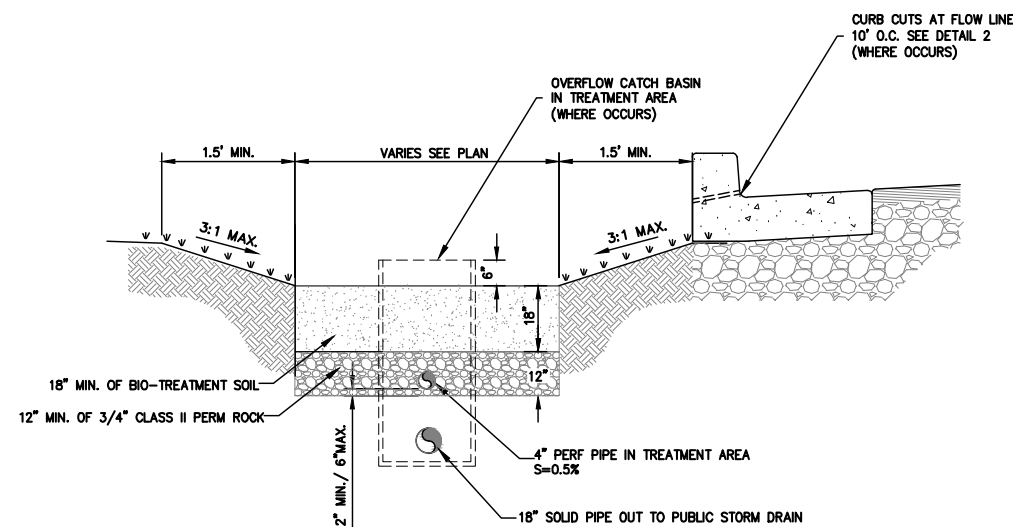 CURB CUTS AT FLOW LINE
10' O.C. SEE DETAIL 2
(WHERE OCCURS)
OVERFLOW CATCH BASIN
IN TREATMENT AREA
(WHERE OCCURS)
1.5' MIN.
VARIES SEE PLAN
1.5' MIN.
3:1 MAX.
3:1 MAX.
6"
18"
12"
18" MIN. OF BIO-TREATMENT SOIL
12" MIN. OF 3/4" CLASS II PERM ROCK
2" MIN./ 6"MAX.
4" PERF PIPE IN TREATMENT AREA
S=0.5%
18" SOLID PIPE OUT TO PUBLIC STORM DRAIN